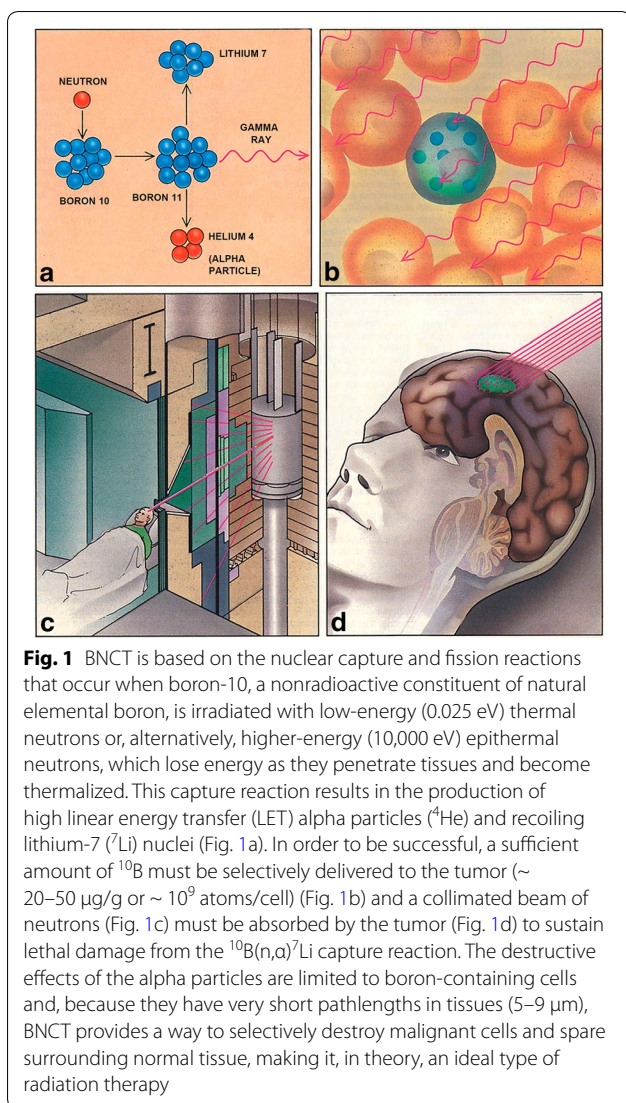 NEUTRON
LITHIUM 7
GAMMA
RAY
BORON 10
BORON 11
HELIUM 4
(ALPHA
PARTICLE)
a
b
c
d
Fig. 1 BNCT is based on the nuclear capture and fission reactions
that occur when boron-10, a nonradioactive constituent of natural
elemental boron, is irradiated with low-energy (0.025 eV) thermal
neutrons or, alternatively, higher-energy (10,000 eV) epithermal
neutrons, which lose energy as they penetrate tissues and become
thermalized. This capture reaction results in the production of
high linear energy transfer (LET) alpha particles (⁴He) and recoiling
lithium-7 (⁷Li) nuclei (Fig. 1a). In order to be successful, a sufficient
amount of ¹⁰B must be selectively delivered to the tumor (~
20–50 µg/g or ~ 10⁹ atoms/cell) (Fig. 1b) and a collimated beam of
neutrons (Fig. 1c) must be absorbed by the tumor (Fig. 1d) to sustain
lethal damage from the ¹⁰B(n,α)⁷Li capture reaction. The destructive
effects of the alpha particles are limited to boron-containing cells
and, because they have very short pathlengths in tissues (5–9 µm),
BNCT provides a way to selectively destroy malignant cells and spare
surrounding normal tissue, making it, in theory, an ideal type of
radiation therapy